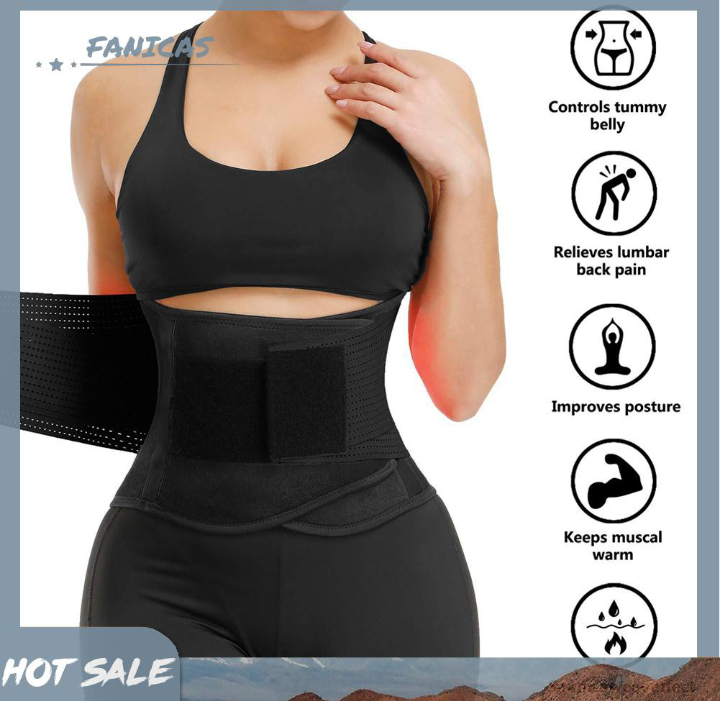 FANICAS
Controls tummy
belly
Relieves lumbar
back pain
Improves posture
Keeps muscal
warm
HOT SALE